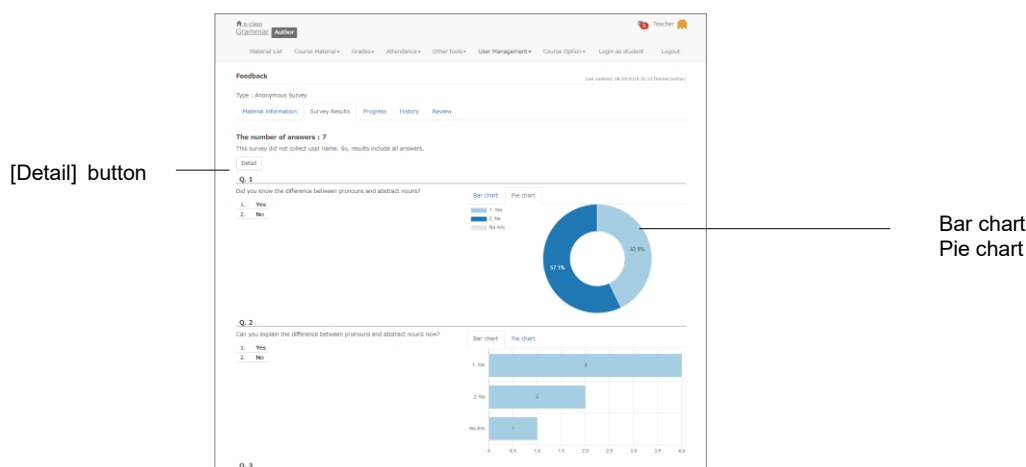 e-class
Grammar Author
Teacher
Material List Course Material Grades Attendance Other tools User Management Course Option Login as student Logout
Feedback
Type : Anonymous Survey
Material information Survey Results Progress History Review
The number of answers : 7
This survey did not collect user name. So, results include all answers.
Detail
[Detail] button
Q. 1
Did you know the difference between pronouns and abstract nouns?
1. Yes
2. No
Bar chart Pie chart
1. Yes
2. No
No Ans
42.9%
57.1%
Bar chart
Pie chart
Q. 2
Can you explain the difference between pronouns and abstract nouns now?
1. Yes
2. No
Bar chart Pie chart
1. Yes 4
2. No 2
No Ans 1
0 0.5 1.0 1.5 2.0 2.5 3.0 3.5 4.0
Q. 3